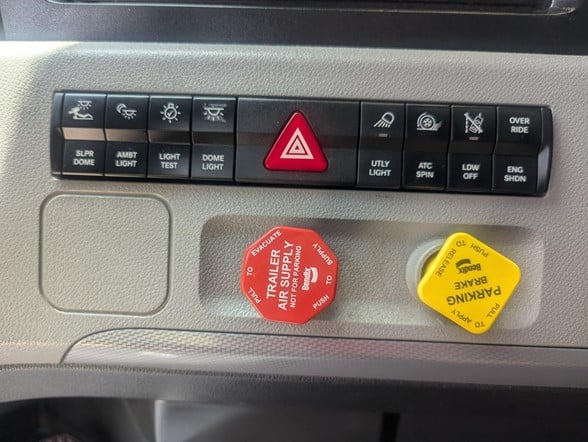 SLPR
DOME
AMBT
LIGHT
LIGHT
TEST
DOME
LIGHT
UTLY
LIGHT
ATC
SPIN
LDW
OFF
OVER
RIDE
ENG
SHDN
PULL TO EVACUATE
TRAILER
AIR SUPPLY
NOT FOR PARKING
Bendix
PUSH TO SUPPLY
PUSH TO RELEASE
Bendix
PARKING
BRAKE
PULL TO APPLY